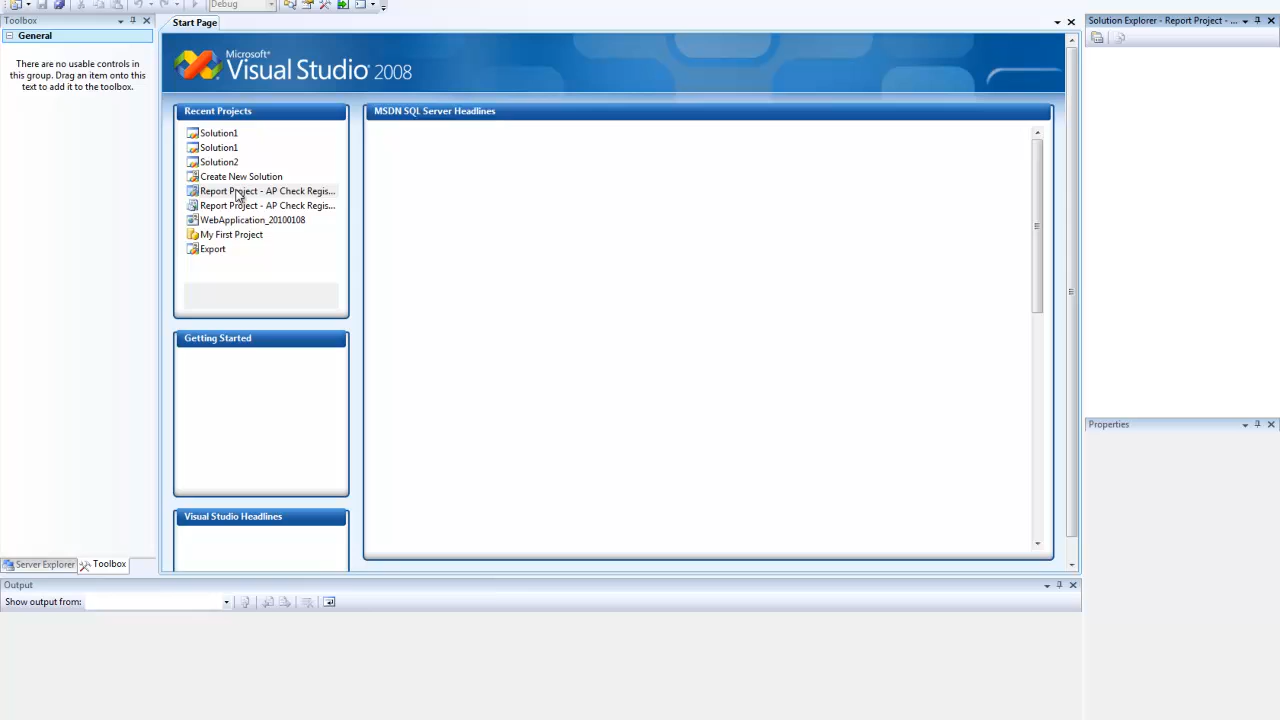 Debug
Toolbox
General
There are no usable controls in
this group. Drag an item onto this
text to add it to the toolbox.
Server Explorer
Toolbox
Start Page
Microsoft®
Visual Studio® 2008
Recent Projects
Solution1
Solution1
Solution2
Create New Solution
Report Project - AP Check Regis...
Report Project - AP Check Regis...
WebApplication_20100108
My First Project
Export
Getting Started
Visual Studio Headlines
MSDN SQL Server Headlines
Solution Explorer - Report Project - ...
Properties
Output
Show output from: